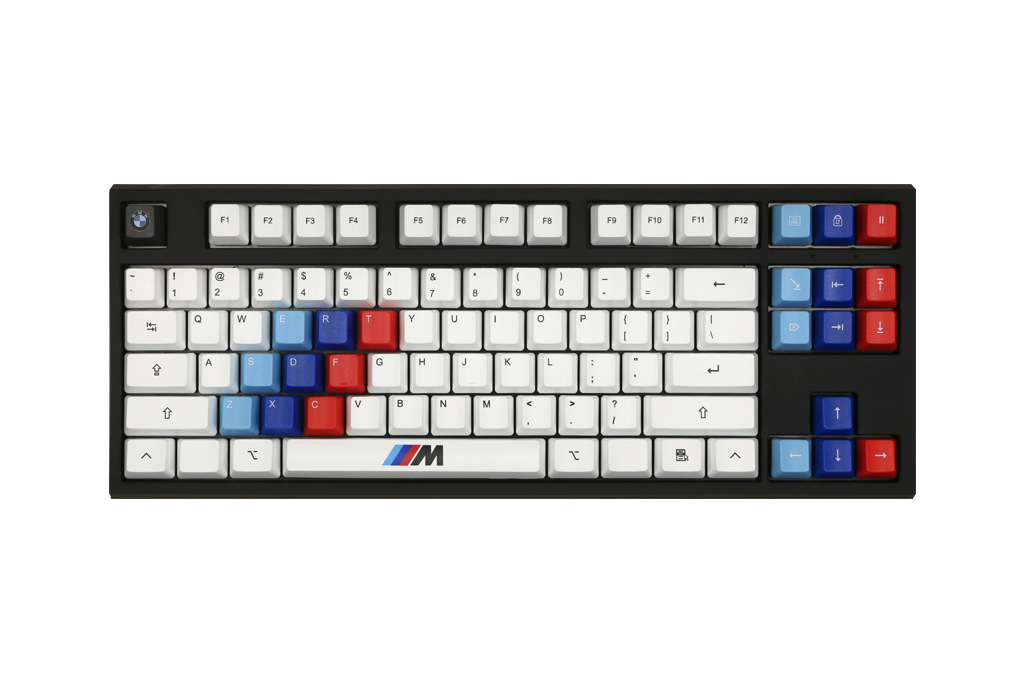 F1 F2 F3 F4 F5 F6 F7 F8 F9 F10 F11 F12
~ ! @ # $ % ^ & * ( ) _ + ←
` 1 2 3 4 5 6 7 8 9 0 - =
Q W E R T Y U I O P { } |
[ ] \
A S D F G H J K L : "
; '
⇧ Z X C V B N M < > ? ⇧
, . / ↑
^ ⌥ M ⌥ ^ ← ↓ →